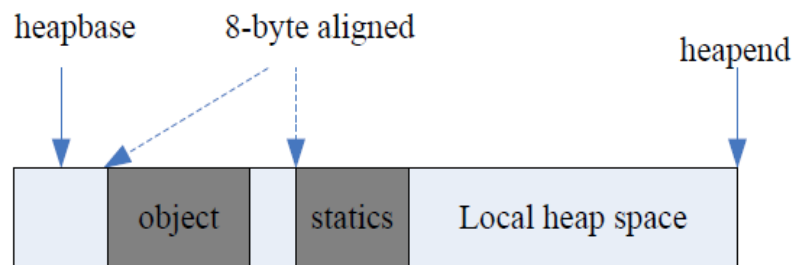 heapbase
8-byte aligned
heapend
object
statics
Local heap space